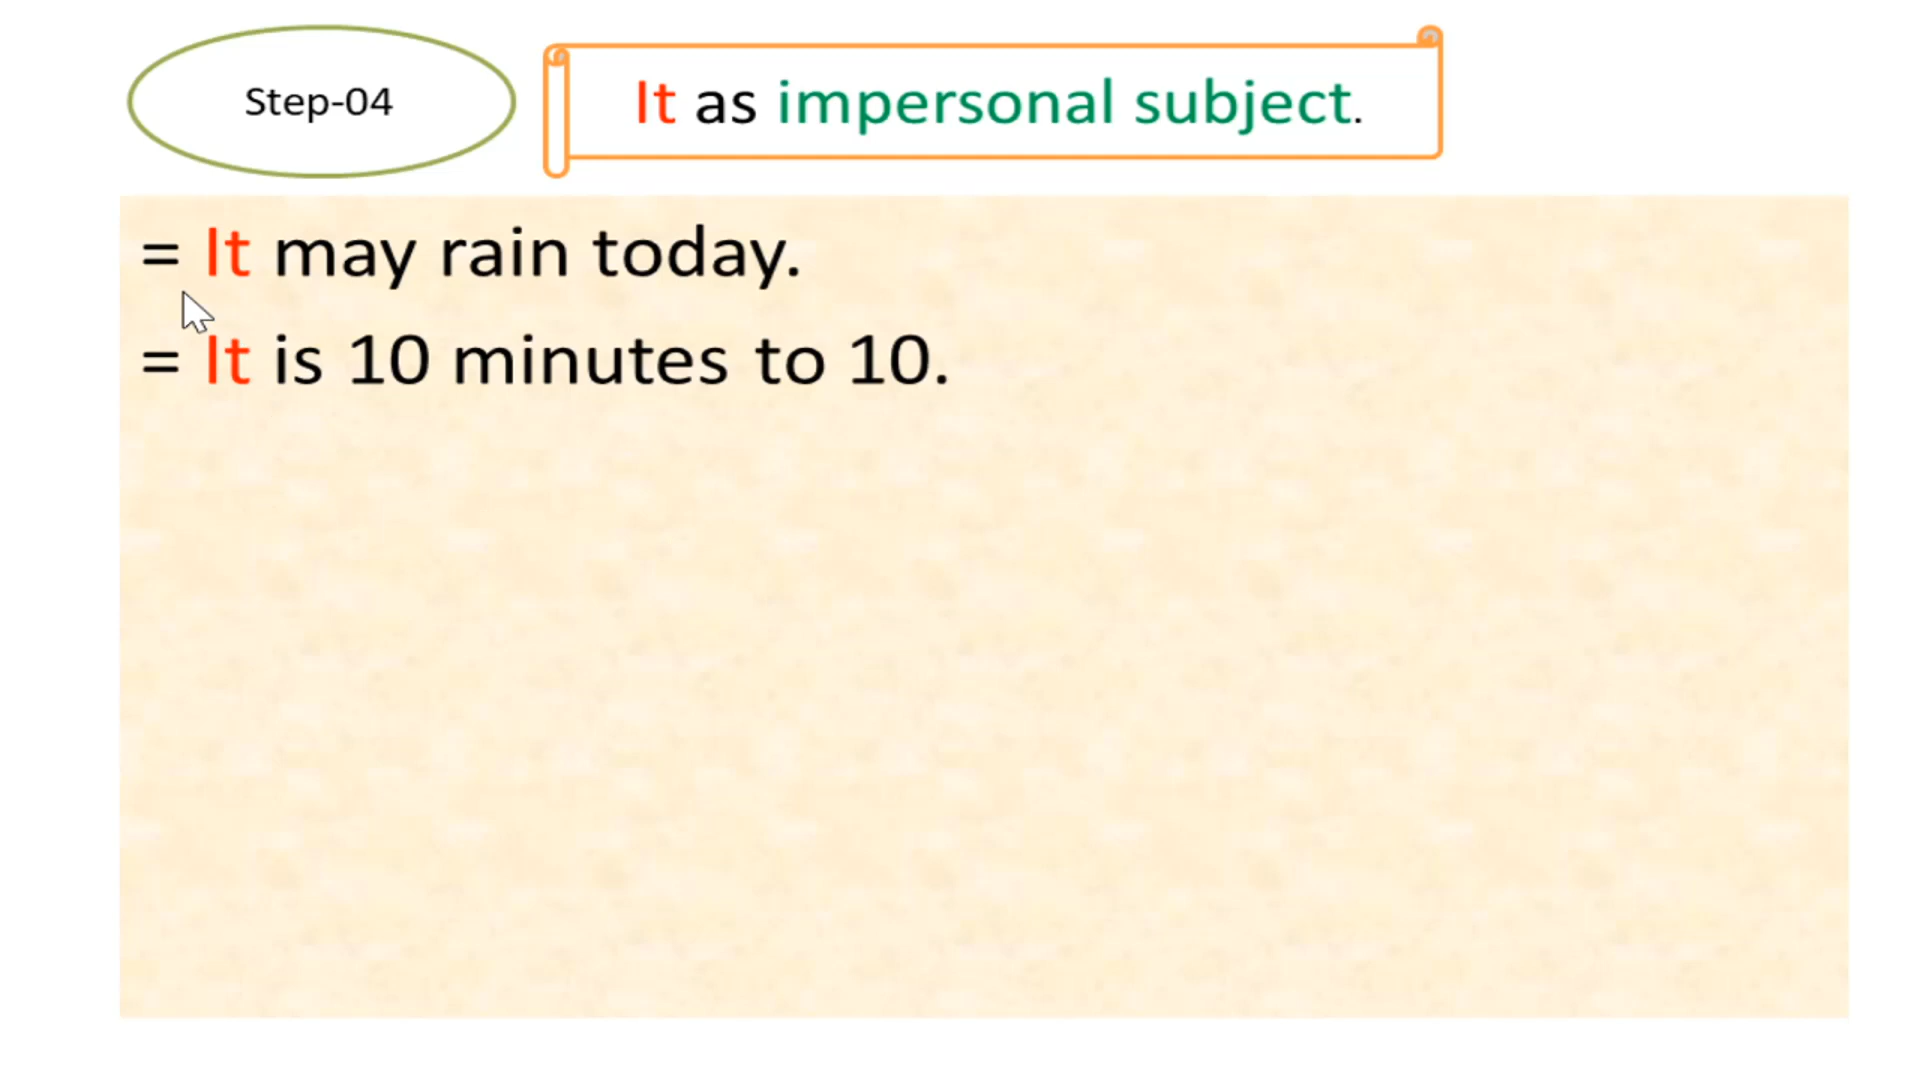 Step-04
It as impersonal subject.
= It may rain today.
= It is 10 minutes to 10.